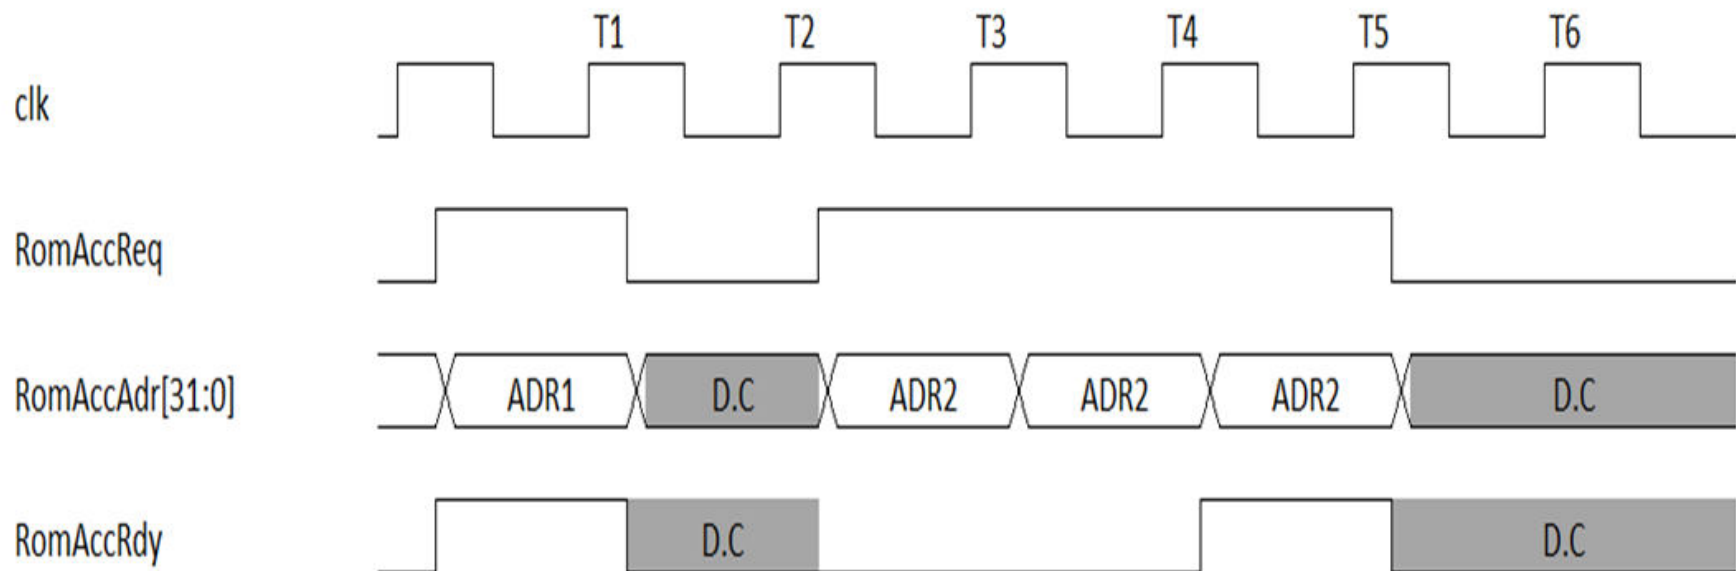 T1 T2 T3 T4 T5 T6
clk
RomAccReq
RomAccAdr[31:0] ADR1 D.C ADR2 ADR2 ADR2 D.C
RomAccRdy D.C D.C